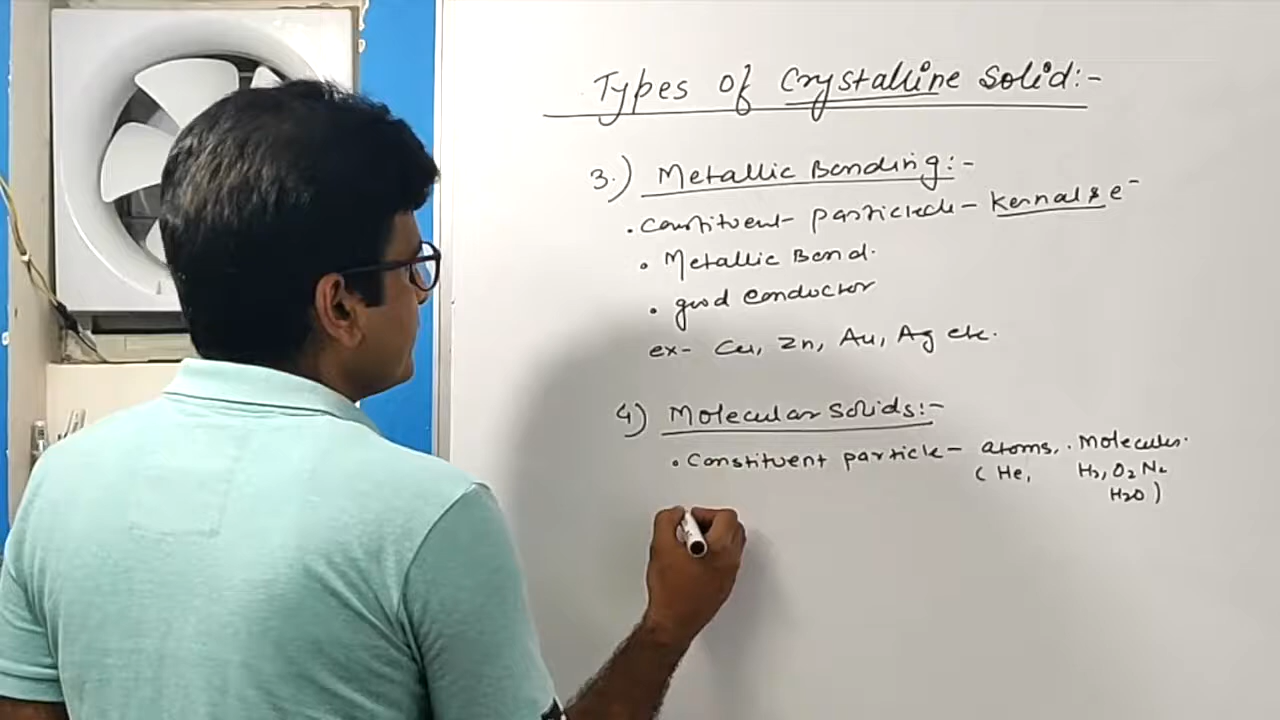 Types of Crystalline Solid:-
3.) Metallic Bonding:-
• Constituent particle - Kernal & e⁻
• Metallic Bond.
• good conductor
ex- Cu, Zn, Au, Ag etc.
4) Molecular Solids:-
• Constituent particle - atoms, . Molecules.
( He, H₂, O₂ N₂
H2O )